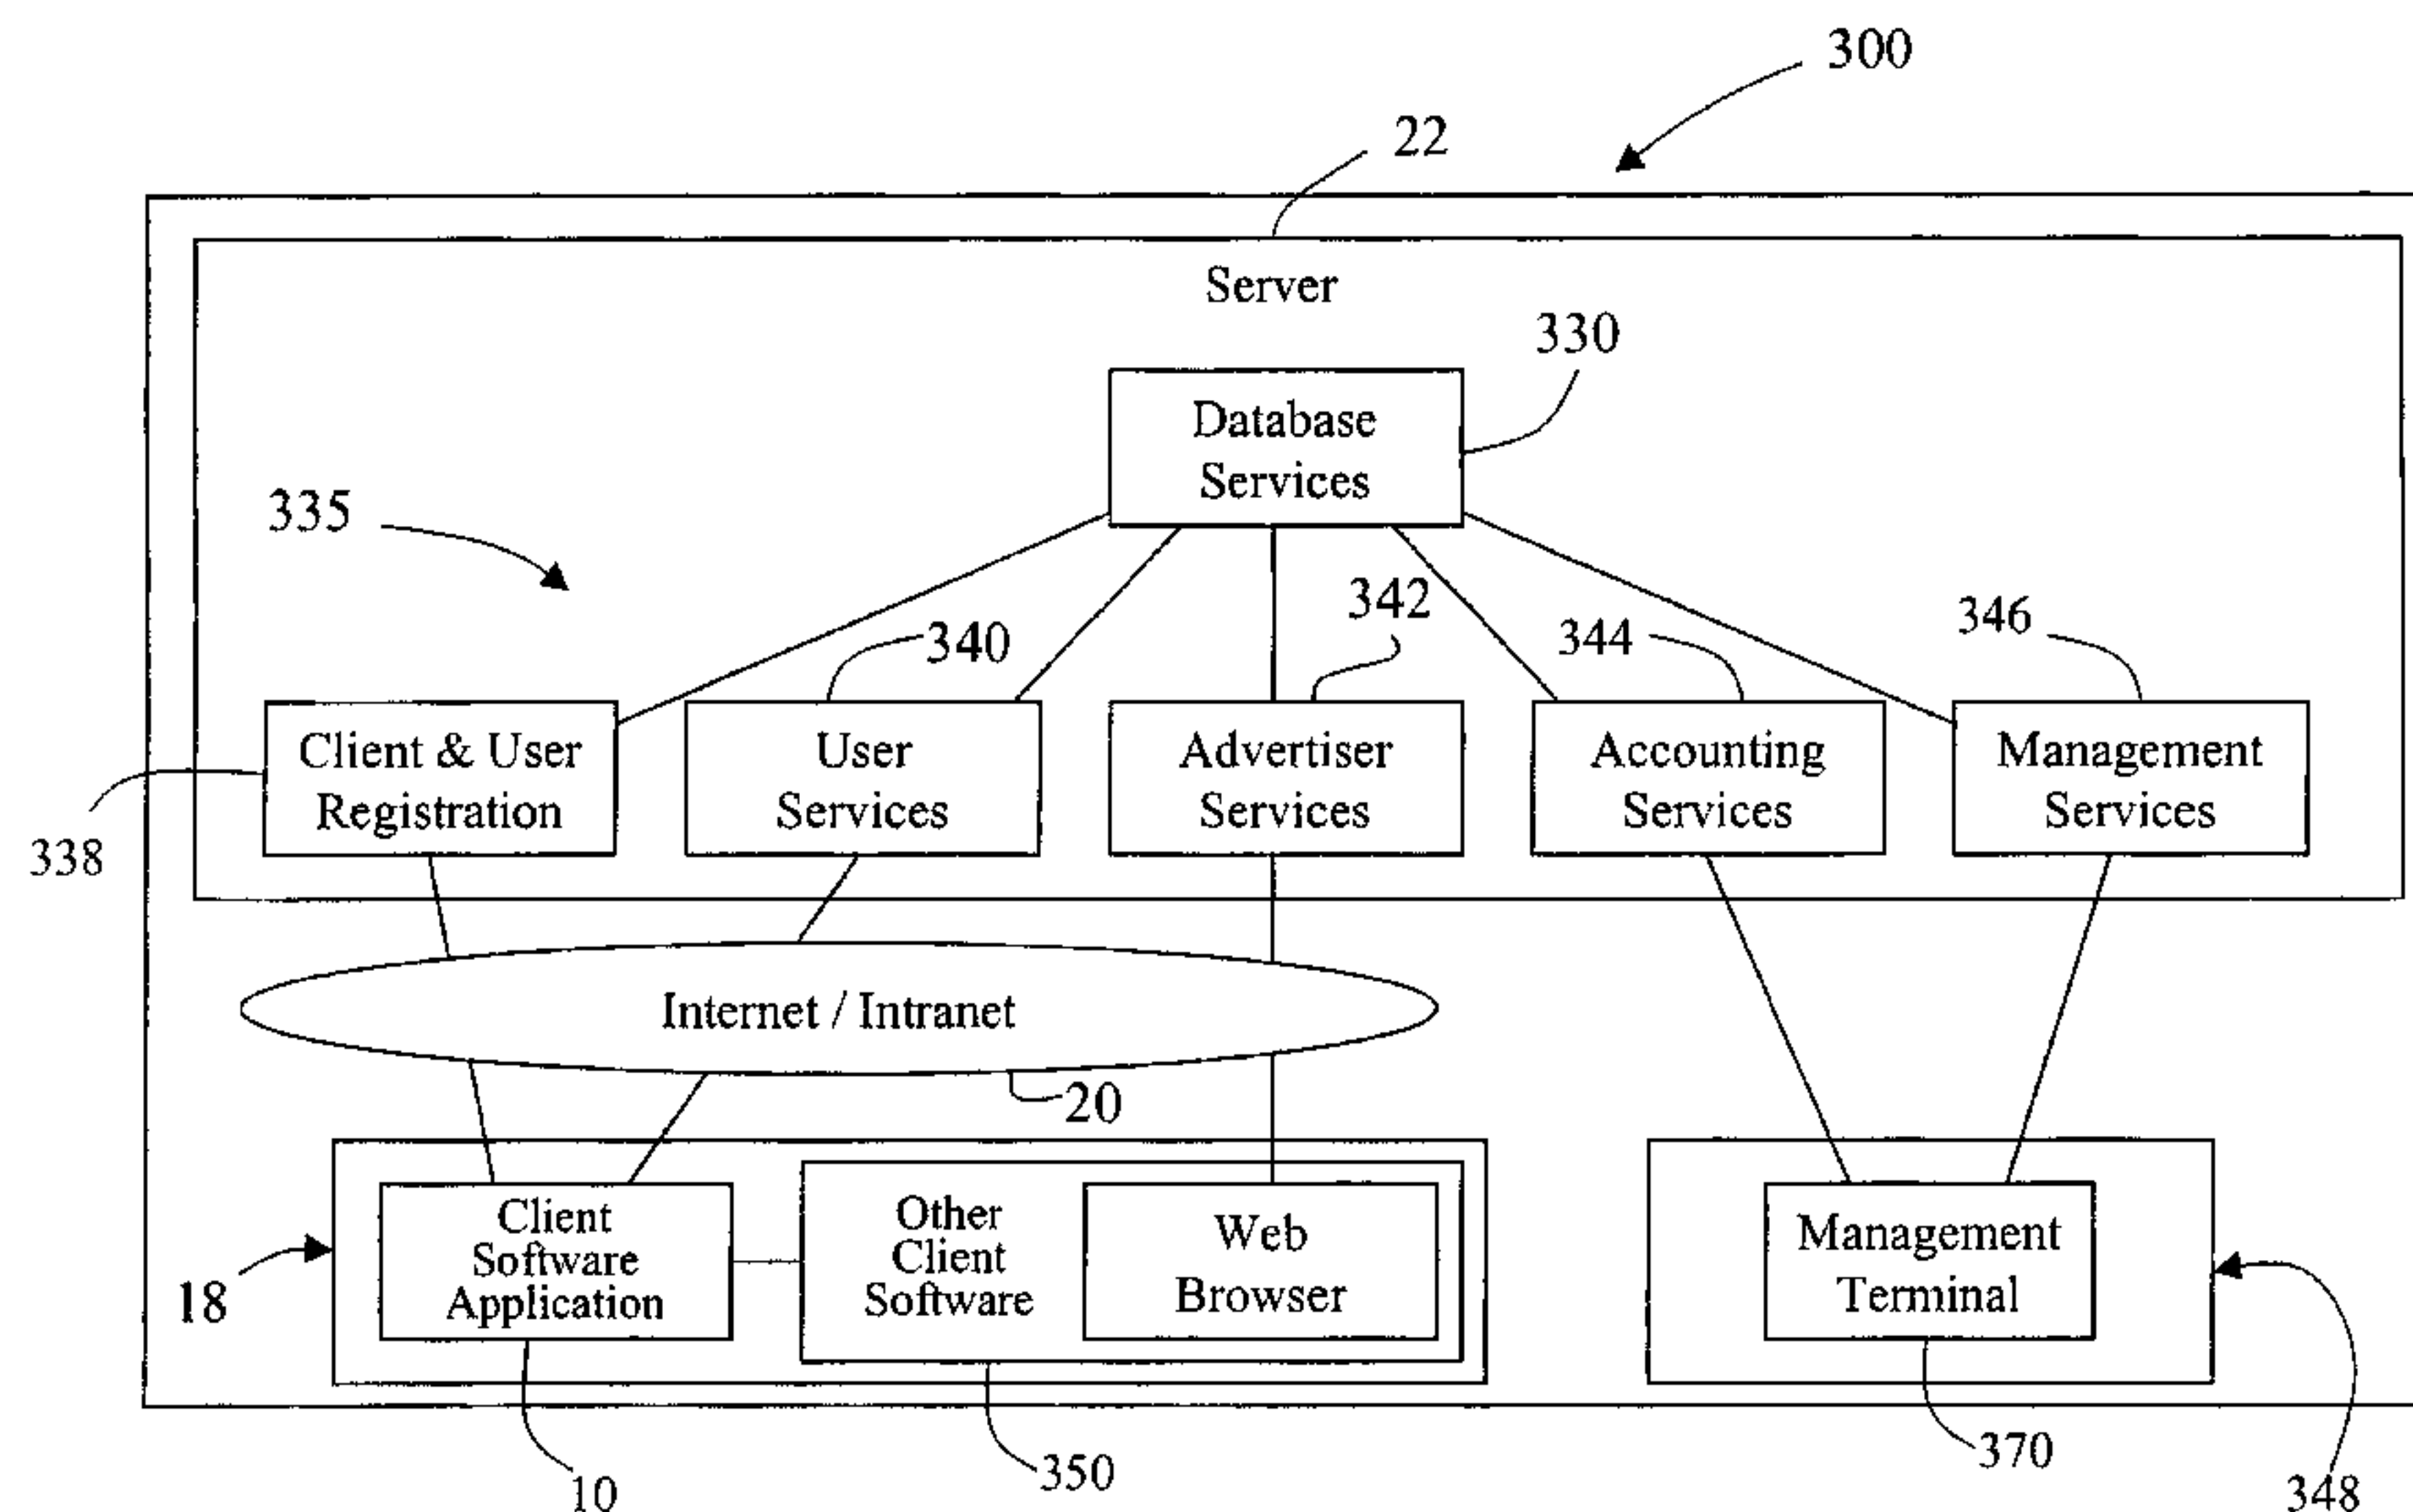 300
22
Server
330
Database
Services
335
342
346
344
340
Client & User
Registration
User
Services
Advertiser
Services
Accounting
Services
Management
Services
338
Internet / Intranet
20
Client
Software
Application
Other
Client
Software
Web
Browser
Management
Terminal
18
370
350
10
348